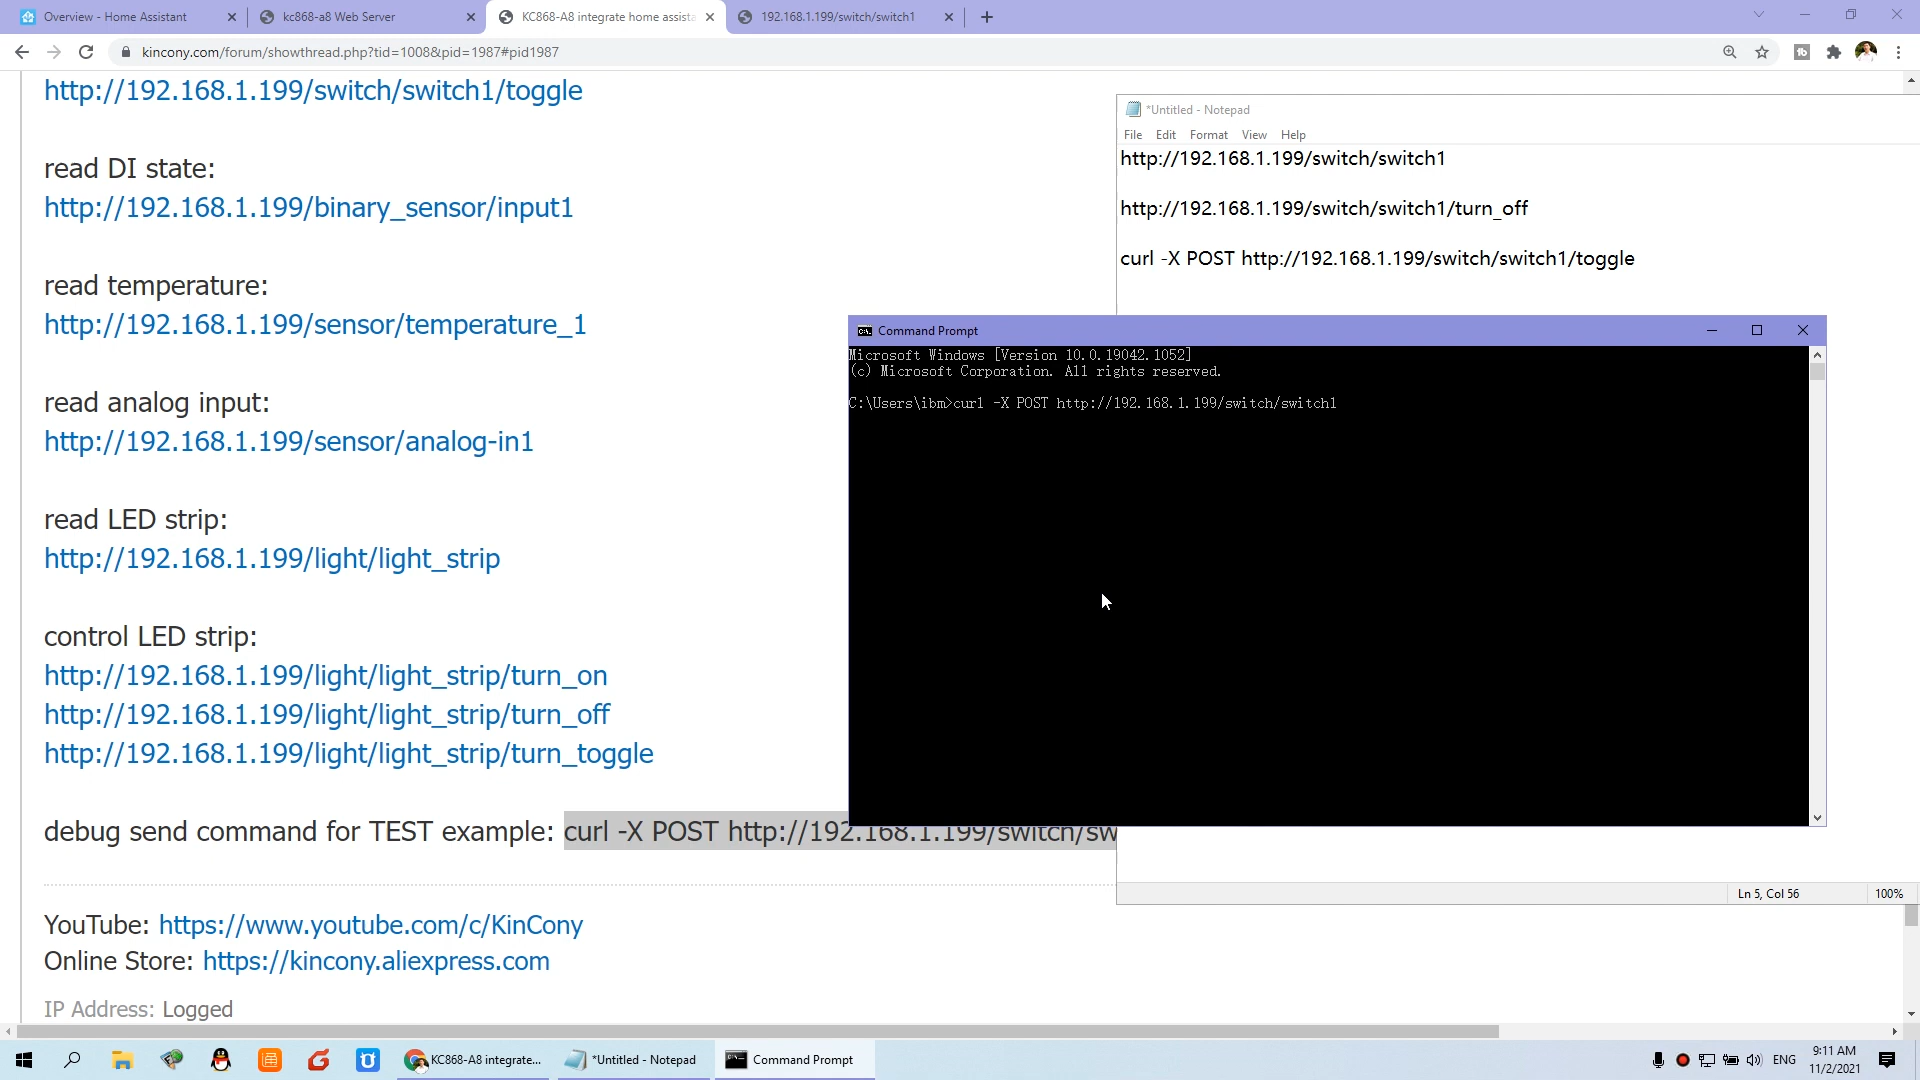 Overview - Home Assistant
kc868-a8 Web Server
KC868-A8 integrate home assista
192.168.1.199/switch/switch1
kincony.com/forum/showthread.php?tid=1008&pid=1987#pid1987
http://192.168.1.199/switch/switch1/toggle
read DI state:
http://192.168.1.199/binary_sensor/input1
read temperature:
http://192.168.1.199/sensor/temperature_1
read analog input:
http://192.168.1.199/sensor/analog-in1
read LED strip:
http://192.168.1.199/light/light_strip
control LED strip:
http://192.168.1.199/light/light_strip/turn_on
http://192.168.1.199/light/light_strip/turn_off
http://192.168.1.199/light/light_strip/turn_toggle
debug send command for TEST example: curl -X POST http://192.168.1.199/switch/sw
YouTube: https://www.youtube.com/c/KinCony
Online Store: https://kincony.aliexpress.com
IP Address: Logged
*Untitled - Notepad
File Edit Format View Help
http://192.168.1.199/switch/switch1
http://192.168.1.199/switch/switch1/turn_off
curl -X POST http://192.168.1.199/switch/switch1/toggle
Command Prompt
Microsoft Windows [Version 10.0.19042.1052]
(c) Microsoft Corporation. All rights reserved.
C:\Users\ibm>curl -X POST http://192.168.1.199/switch/switch1
Ln 5, Col 56
100%
KC868-A8 integrate...
*Untitled - Notepad
Command Prompt
ENG
9:11 AM
11/2/2021